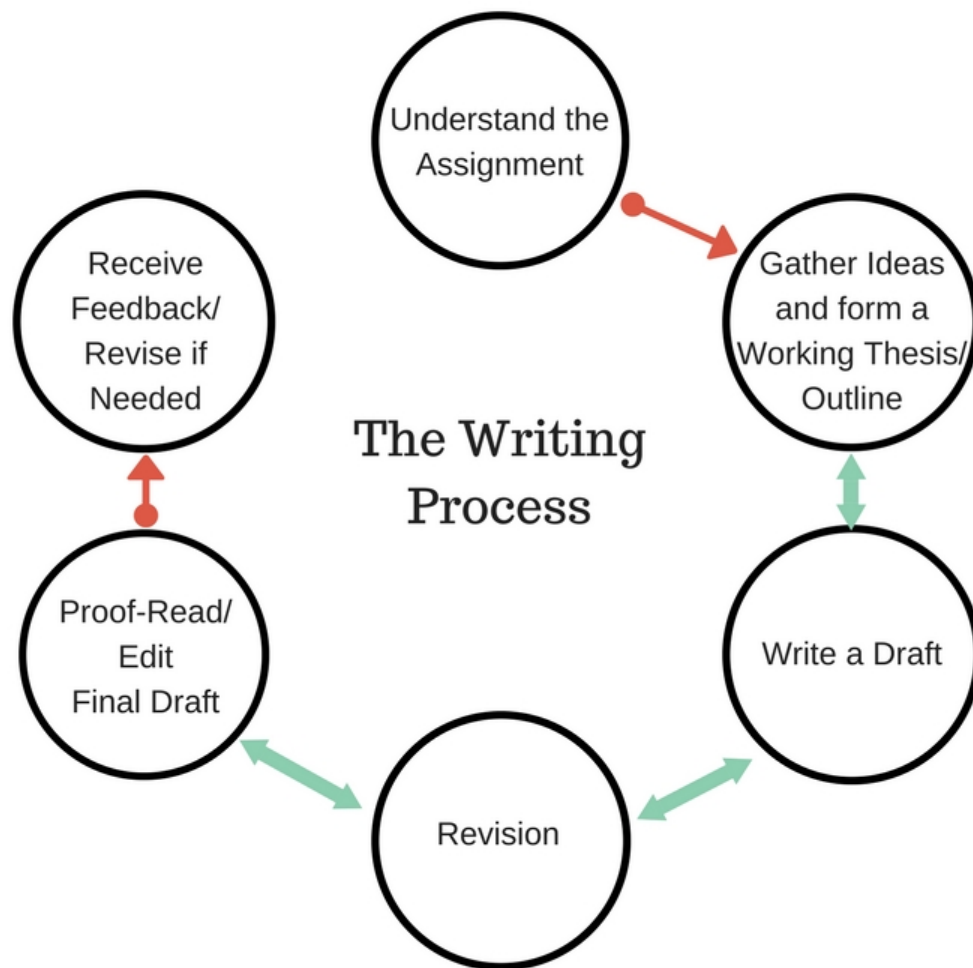 Understand the
Assignment
Gather Ideas
and form a
Working Thesis/
Outline
Write a Draft
Revision
Proof-Read/
Edit
Final Draft
Receive
Feedback/
Revise if
Needed
The Writing
Process